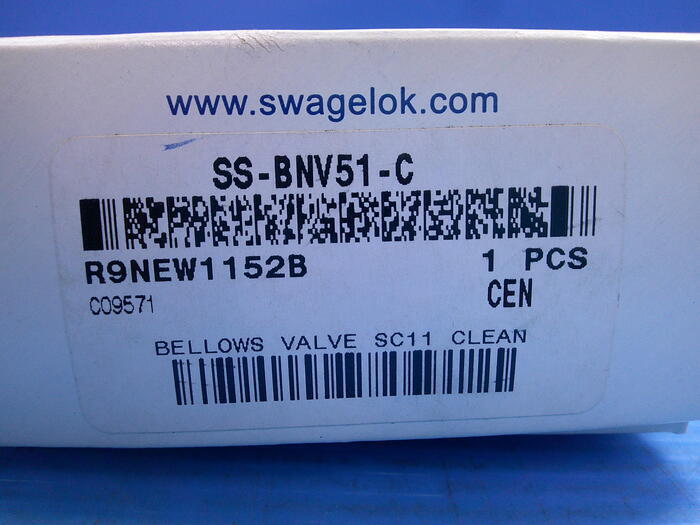 www.swagelok.com
SS-BNV51-C
R9NEW1152B 1 PCS
C09571 CEN
BELLOWS VALVE SC11 CLEAN